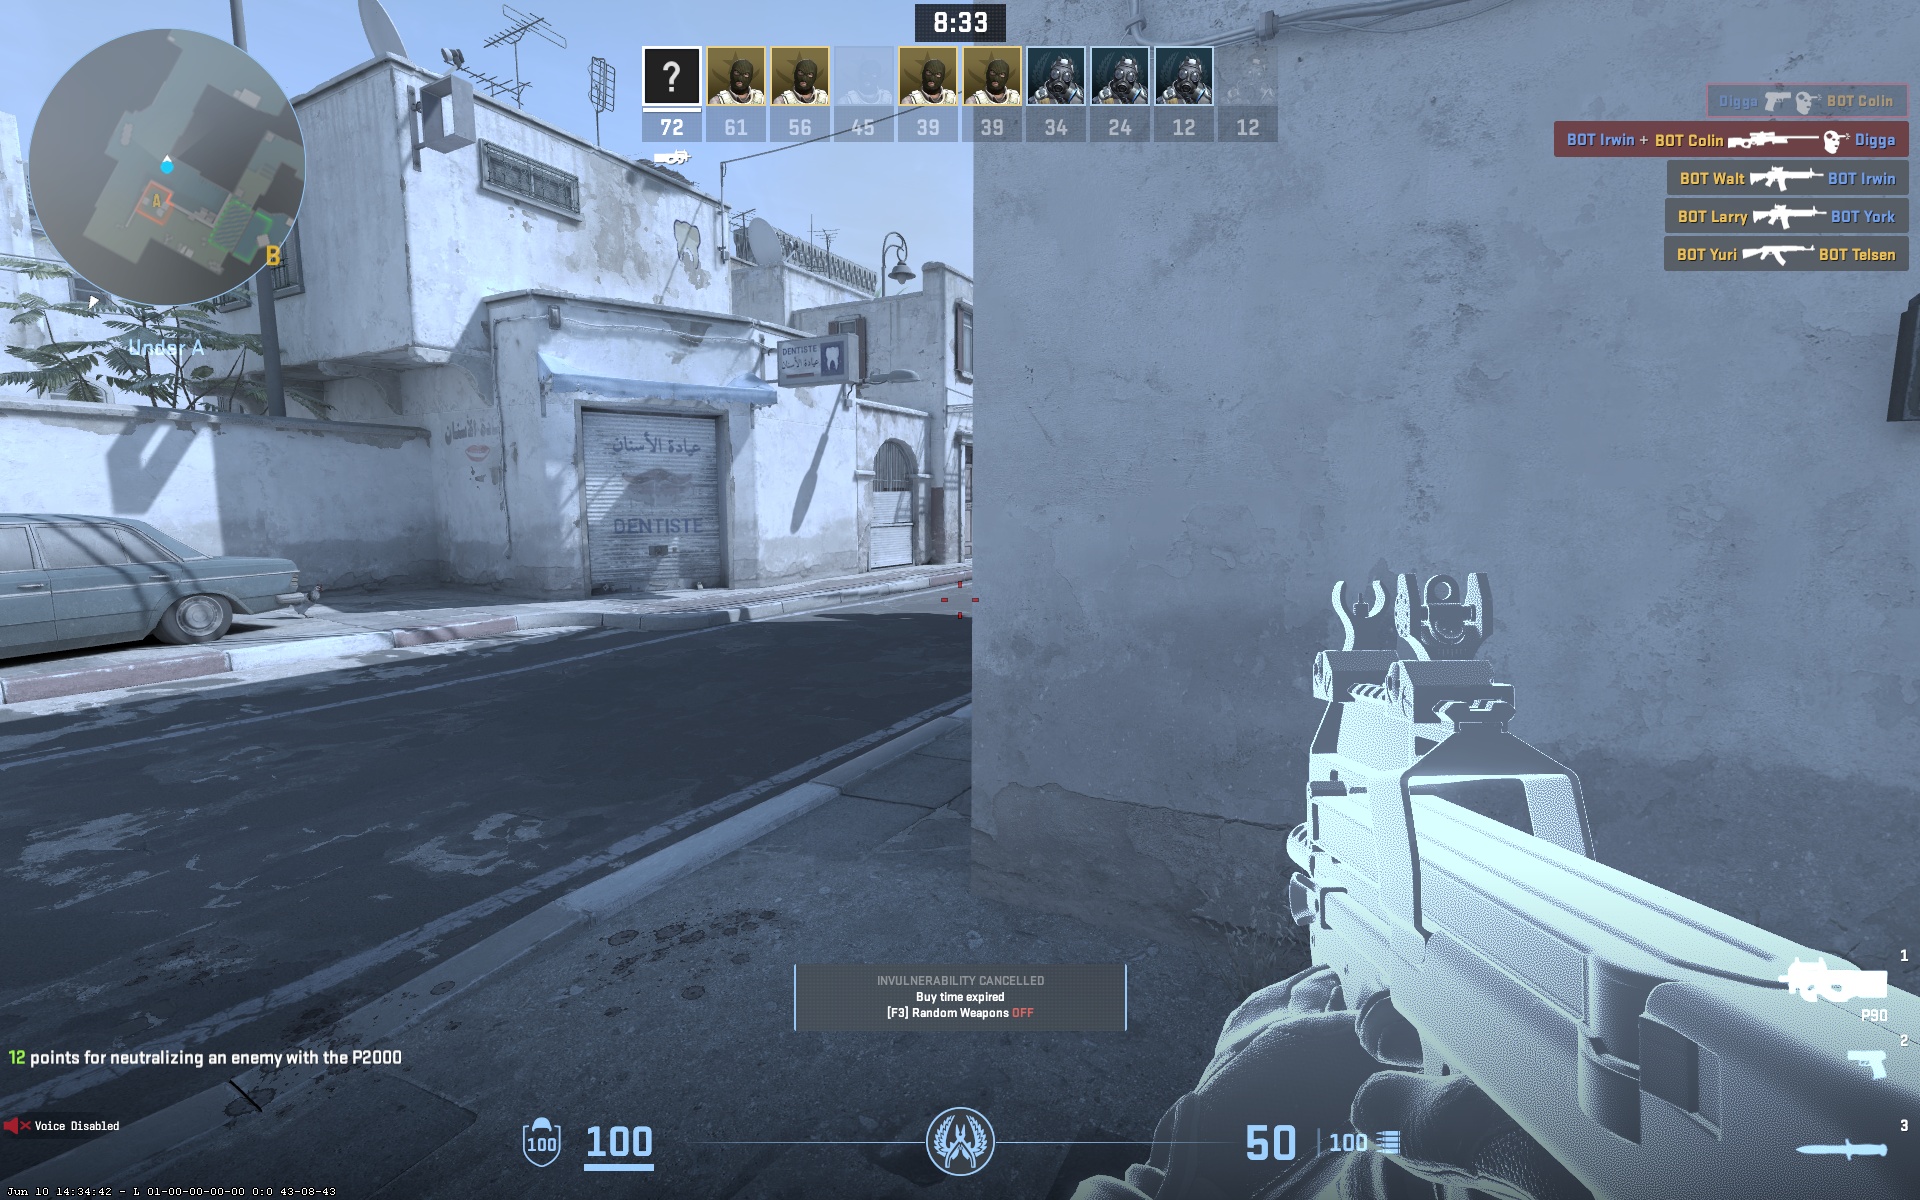 8:33
?
72 61 56 45 39 39 34 24 12 12
Digga BOT Colin
BOT Irwin + BOT Colin Digga
BOT Walt BOT Irwin
BOT Larry BOT York
BOT Yuri BOT Telsen
A
B
Under A
DENTISTE
عيادة الأسنان
عيادة الأسنان
DENTISTE
INVULNERABILITY CANCELLED
Buy time expired
[F3] Random Weapons OFF
1
P90
2
3
12 points for neutralizing an enemy with the P2000
Voice Disabled
100 100
50 100
Jun 10 14:34:42 - L 01-00-00-00-00 0:0 43-08-43